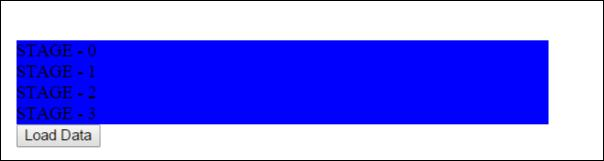 STAGE - 0
STAGE - 1
STAGE - 2
STAGE - 3
Load Data